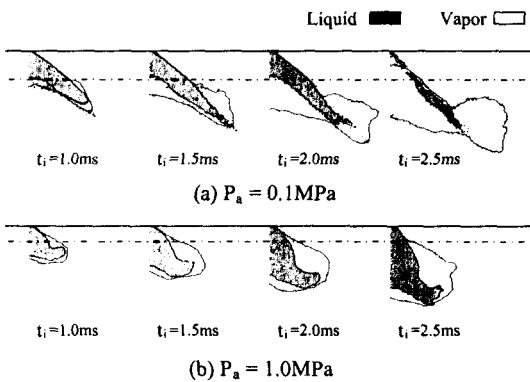 Liquid Vapor
t_i=1.0ms t_i=1.5ms t_i=2.0ms t_i=2.5ms
(a) P_a = 0.1MPa
t_i=1.0ms t_i=1.5ms t_i=2.0ms t_i=2.5ms
(b) P_a = 1.0MPa